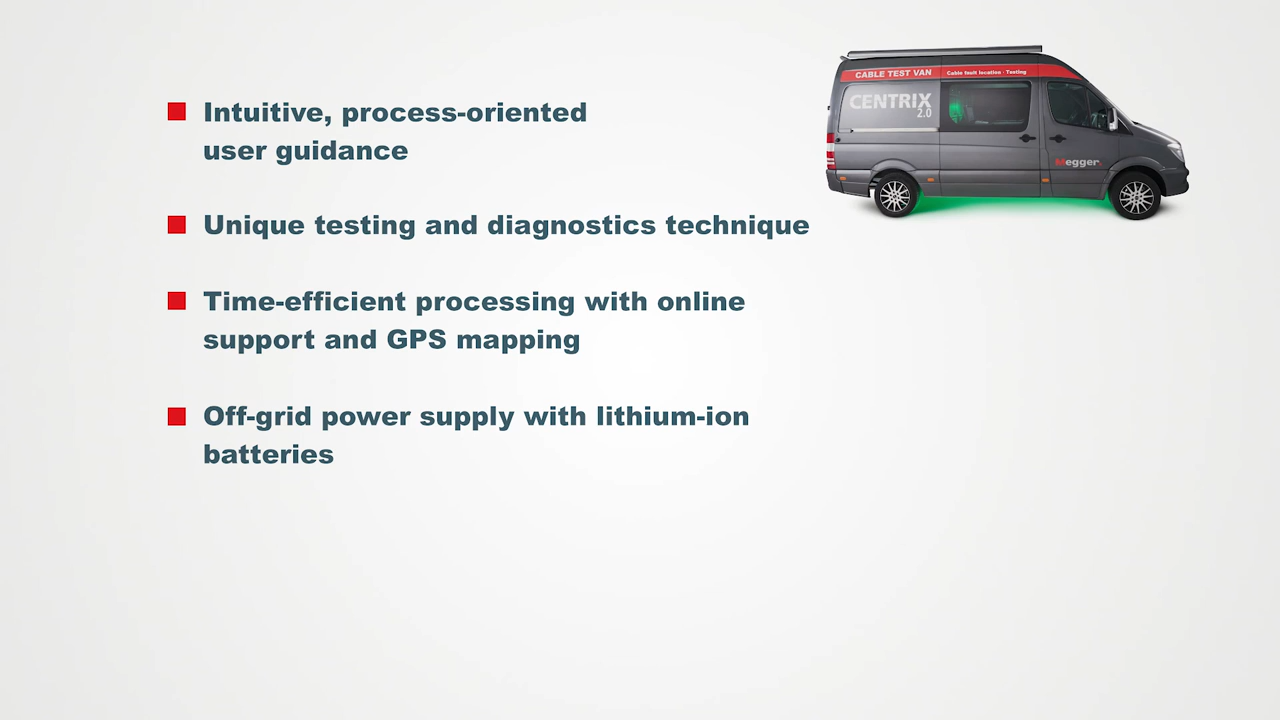 Intuitive, process-oriented
user guidance
Unique testing and diagnostics technique
Time-efficient processing with online
support and GPS mapping
Off-grid power supply with lithium-ion
batteries
CABLE TEST VAN
Cable fault location · Testing
CENTRIX
2.0
Megger